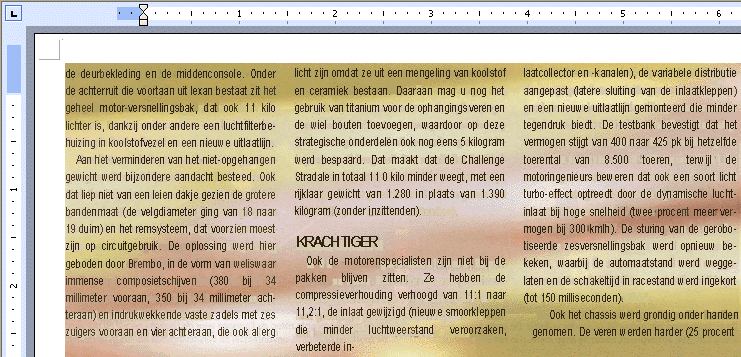 1 2 3 4 5 6
1
2
de deurbekleding en de middenconsole. Onder
de achterruit die voortaan uit lexan bestaat zit het
geheel motor-versnellingsbak, dat ook 11 kilo
lichter is, dankzij onder andere een luchtfilterbe-
huizing in koolstofvezel en een nieuwe uitlaatlijn.
Aan het verminderen van het niet-opgehangen
gewicht werd bijzondere aandacht besteed. Ook
dat liep niet van een leien dakje gezien de grotere
bandenmaat (de velgdiameter ging van 18 naar
19 duim) en het remsysteem, dat voorzien moest
zijn op circuitgebruik. De oplossing werd hier
geboden door Brembo, in de vorm van weliswaar
immense composietschijven (380 bij 34
millimeter vooraan, 350 bij 34 millimeter ach-
teraan) en indrukwekkende vaste zadels met zes
zuigers vooraan en vier achteraan, die ook al erg
licht zijn omdat ze uit een mengeling van koolstof
en ceramiek bestaan. Daaraan mag u nog het
gebruik van titanium voor de ophangingsveren en
de wiel bouten toevoegen, waardoor op deze
strategische onderdelen ook nog eens 5 kilogram
werd bespaard. Dat maakt dat de Challenge
Stradale in totaal 11 0 kilo minder weegt, met een
rijklaar gewicht van 1.280 in plaats van 1.390
kilogram (zonder inzittenden).
KRACHTIGER
Ook de motorenspecialisten zijn niet bij de
pakken blijven zitten. Ze hebben de
compressieverhouding verhoogd van 11:1 naar
11,2:1, de inlaat gewijzigd (nieuwe smoorkleppen
die minder luchtweerstand veroorzaken,
verbeterde in-
laatcollector en -kanalen), de variabele distributie
aangepast (latere sluiting van de inlaatkleppen)
en een nieuwe uitlaatlijn gemonteerd die minder
tegendruk biedt. De testbank bevestigt dat het
vermogen stijgt van 400 naar 425 pk bij hetzelfde
toerental van 8.500 toeren, terwijl de
motoringenieurs beweren dat ook een soort licht
turbo-effect optreedt door de dynamische lucht-
inlaat bij hoge snelheid (twee procent meer ver-
mogen bij 300 km/h). De sturing van de gerobo-
tiseerde zesversnellingsbak werd opnieuw be-
keken, waarbij de automaatstand werd wegge-
laten en de schakeltijd in racestand werd ingekort
(tot 150 milliseconden).
Ook het chassis werd grondig onder handen
genomen. De veren werden harder (25 procent